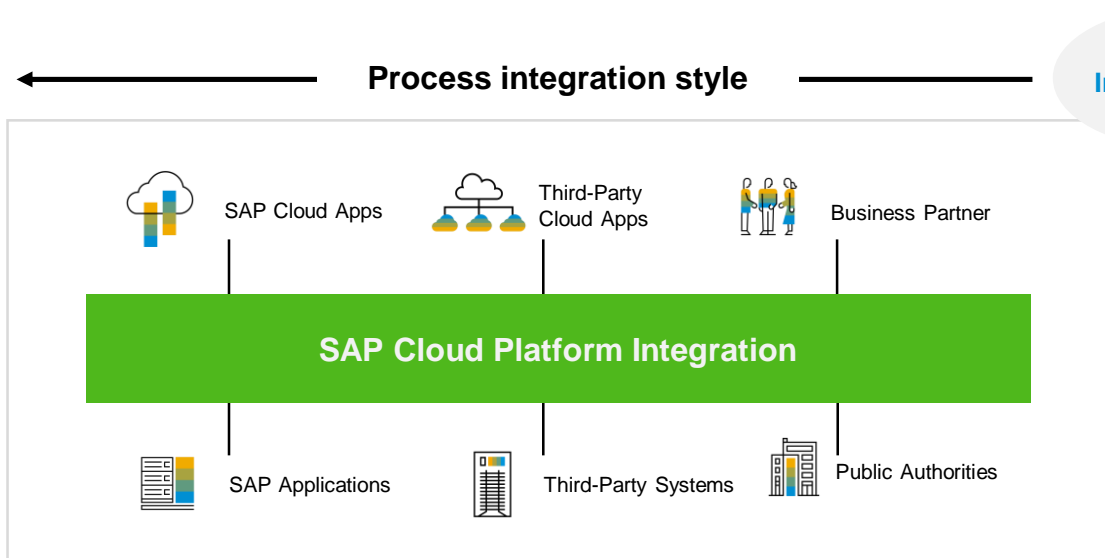 Process integration style
SAP Cloud Apps
Third-Party
Cloud Apps
Business Partner
SAP Cloud Platform Integration
SAP Applications
Third-Party Systems
Public Authorities